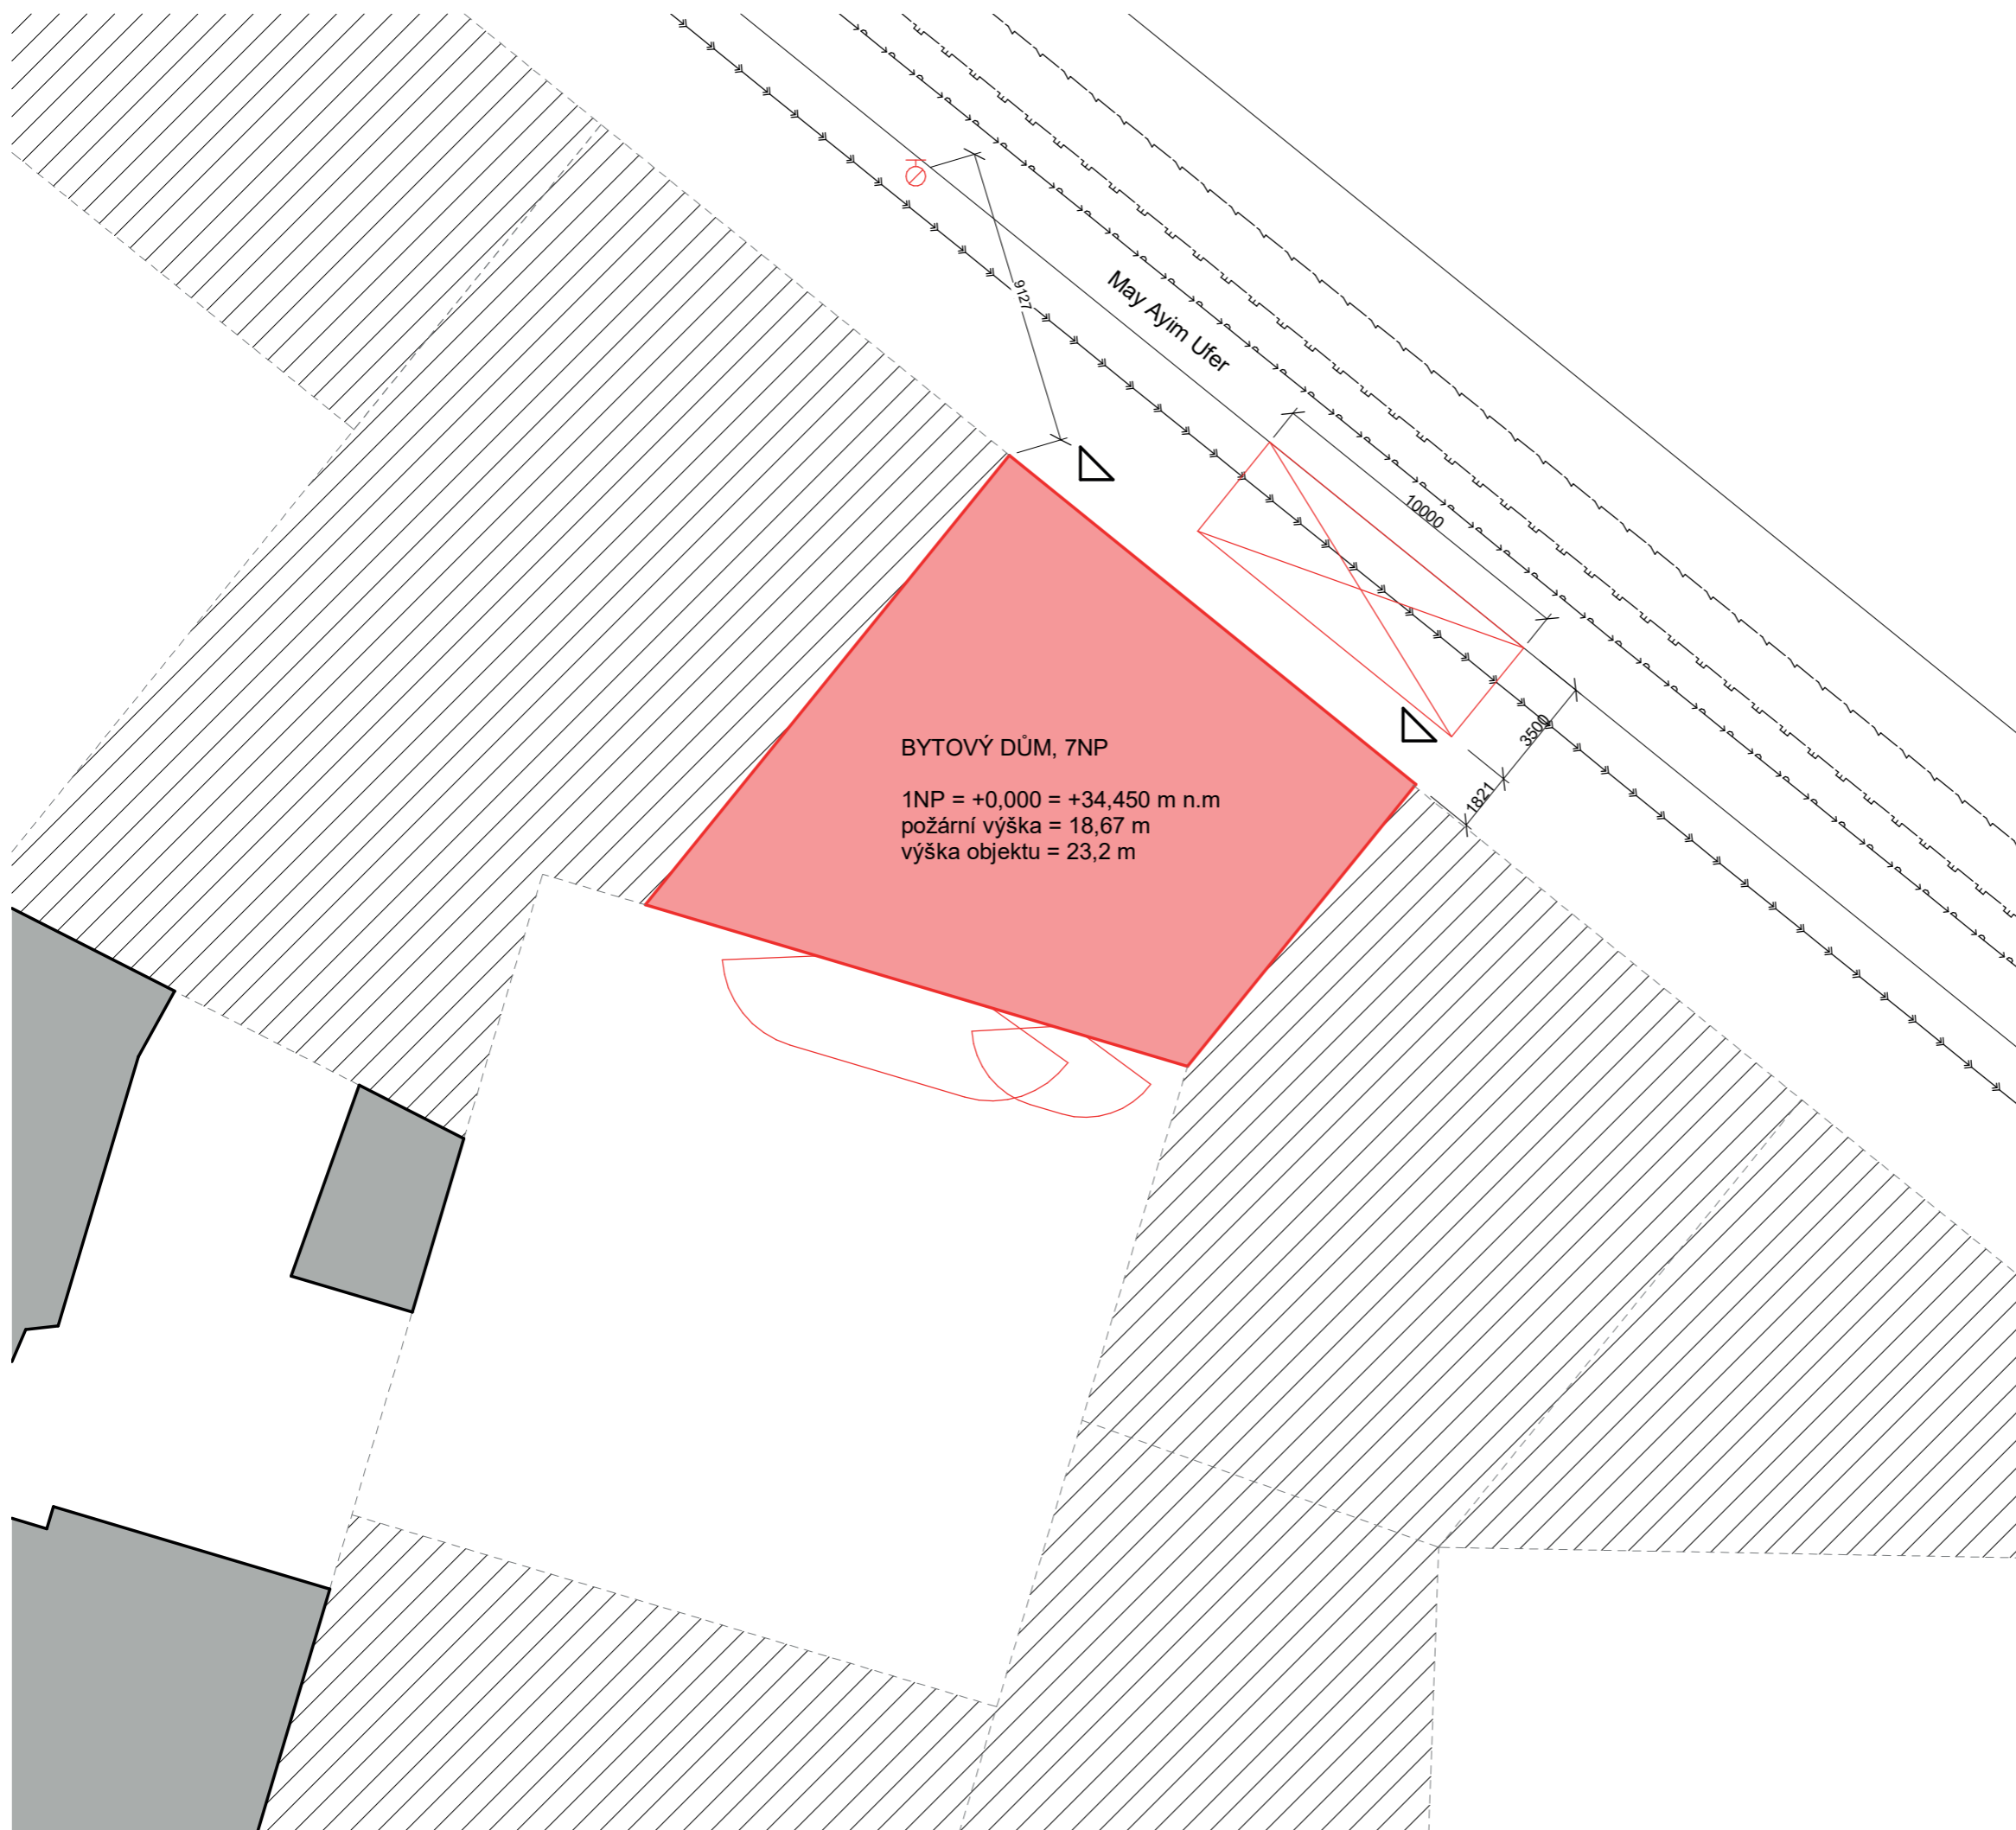 9127
May Ayim Ufer
10000
3500
1821
BYTOVÝ DŮM, 7NP
1NP = +0,000 = +34,450 m n.m
požární výška = 18,67 m
výška objektu = 23,2 m